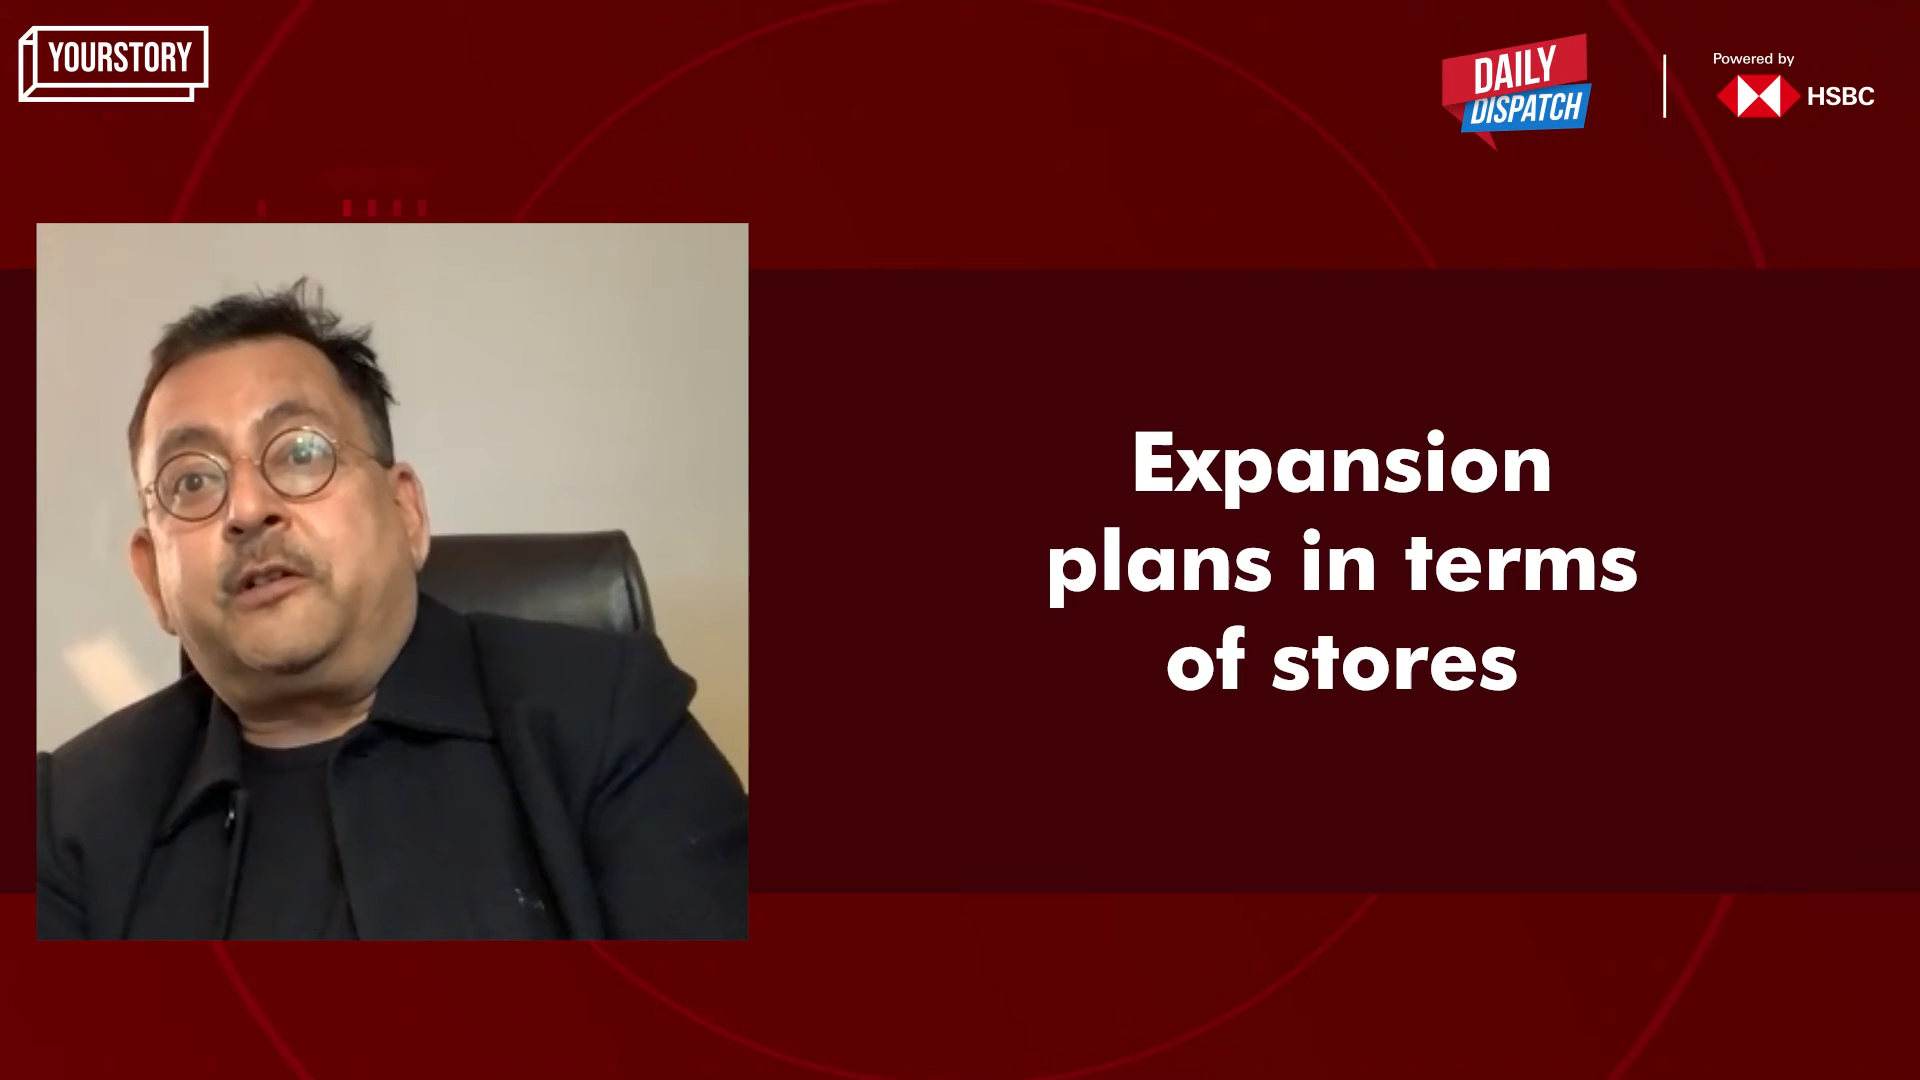 YOURSTORY
DAILY
DISPATCH
Powered by
HSBC
Expansion
plans in terms
of stores